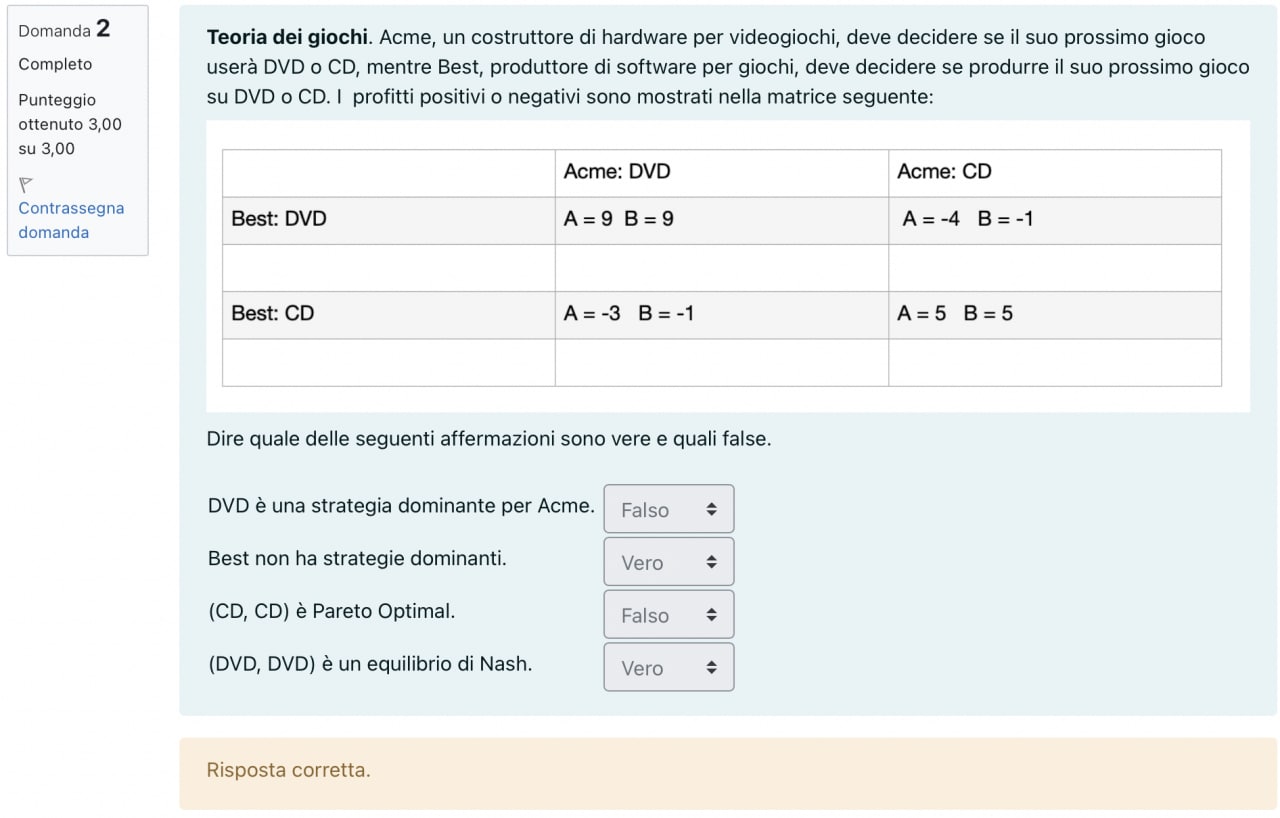 Domanda 2
Completo
Punteggio
ottenuto 3,00
su 3,00
Contrassegna
domanda
Teoria dei giochi. Acme, un costruttore di hardware per videogiochi, deve decidere se il suo prossimo gioco
userà DVD o CD, mentre Best, produttore di software per giochi, deve decidere se produrre il suo prossimo gioco
su DVD o CD. I profitti positivi o negativi sono mostrati nella matrice seguente:
Acme: DVD Acme: CD
Best: DVD A = 9 B = 9 A = -4 B = -1
Best: CD A = -3 B = -1 A = 5 B = 5
Dire quale delle seguenti affermazioni sono vere e quali false.
DVD è una strategia dominante per Acme. Falso
Best non ha strategie dominanti. Vero
(CD, CD) è Pareto Optimal. Falso
(DVD, DVD) è un equilibrio di Nash. Vero
Risposta corretta.